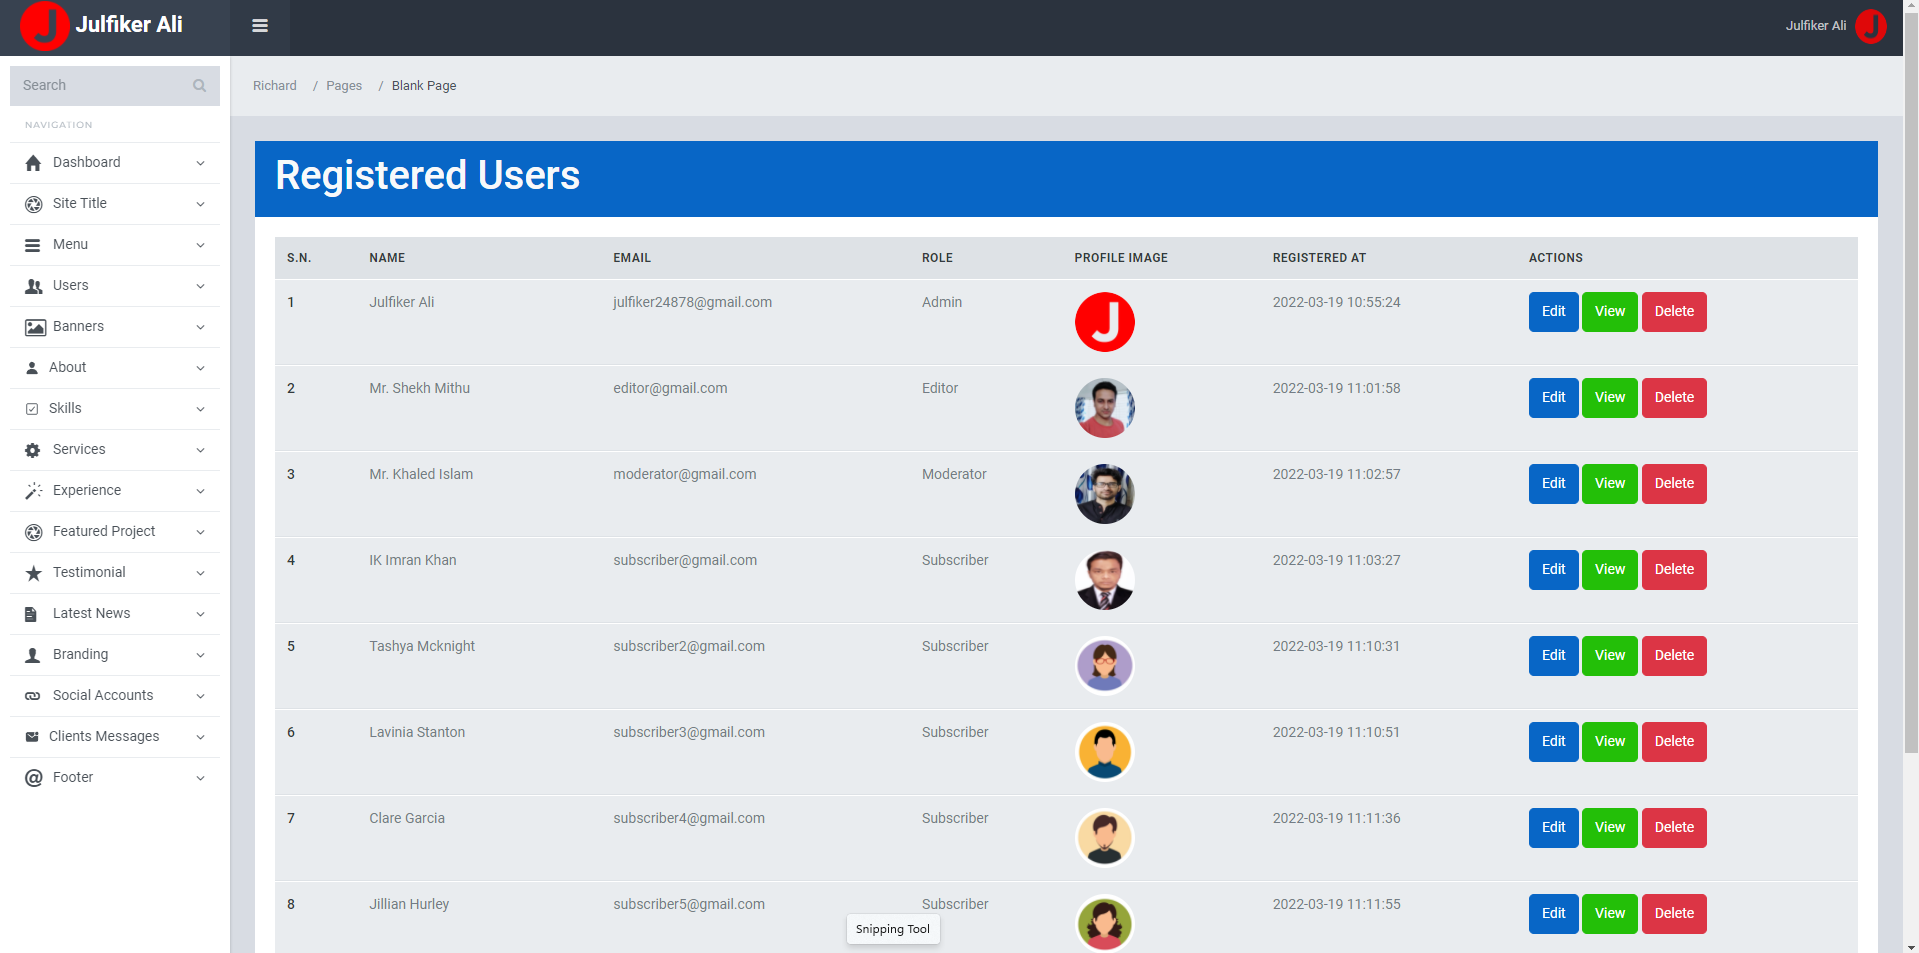 Julfiker Ali
Julfiker Ali
Search
NAVIGATION
Dashboard
Site Title
Menu
Users
Banners
About
Skills
Services
Experience
Featured Project
Testimonial
Latest News
Branding
Social Accounts
Clients Messages
Footer
Richard / Pages / Blank Page
Registered Users
S.N. NAME EMAIL ROLE PROFILE IMAGE REGISTERED AT ACTIONS
1 Julfiker Ali julfiker24878@gmail.com Admin J 2022-03-19 10:55:24 Edit View Delete
2 Mr. Shekh Mithu editor@gmail.com Editor 2022-03-19 11:01:58 Edit View Delete
3 Mr. Khaled Islam moderator@gmail.com Moderator 2022-03-19 11:02:57 Edit View Delete
4 IK Imran Khan subscriber@gmail.com Subscriber 2022-03-19 11:03:27 Edit View Delete
5 Tashya Mcknight subscriber2@gmail.com Subscriber 2022-03-19 11:10:31 Edit View Delete
6 Lavinia Stanton subscriber3@gmail.com Subscriber 2022-03-19 11:10:51 Edit View Delete
7 Clare Garcia subscriber4@gmail.com Subscriber 2022-03-19 11:11:36 Edit View Delete
8 Jillian Hurley subscriber5@gmail.com Subscriber 2022-03-19 11:11:55 Edit View Delete
Snipping Tool